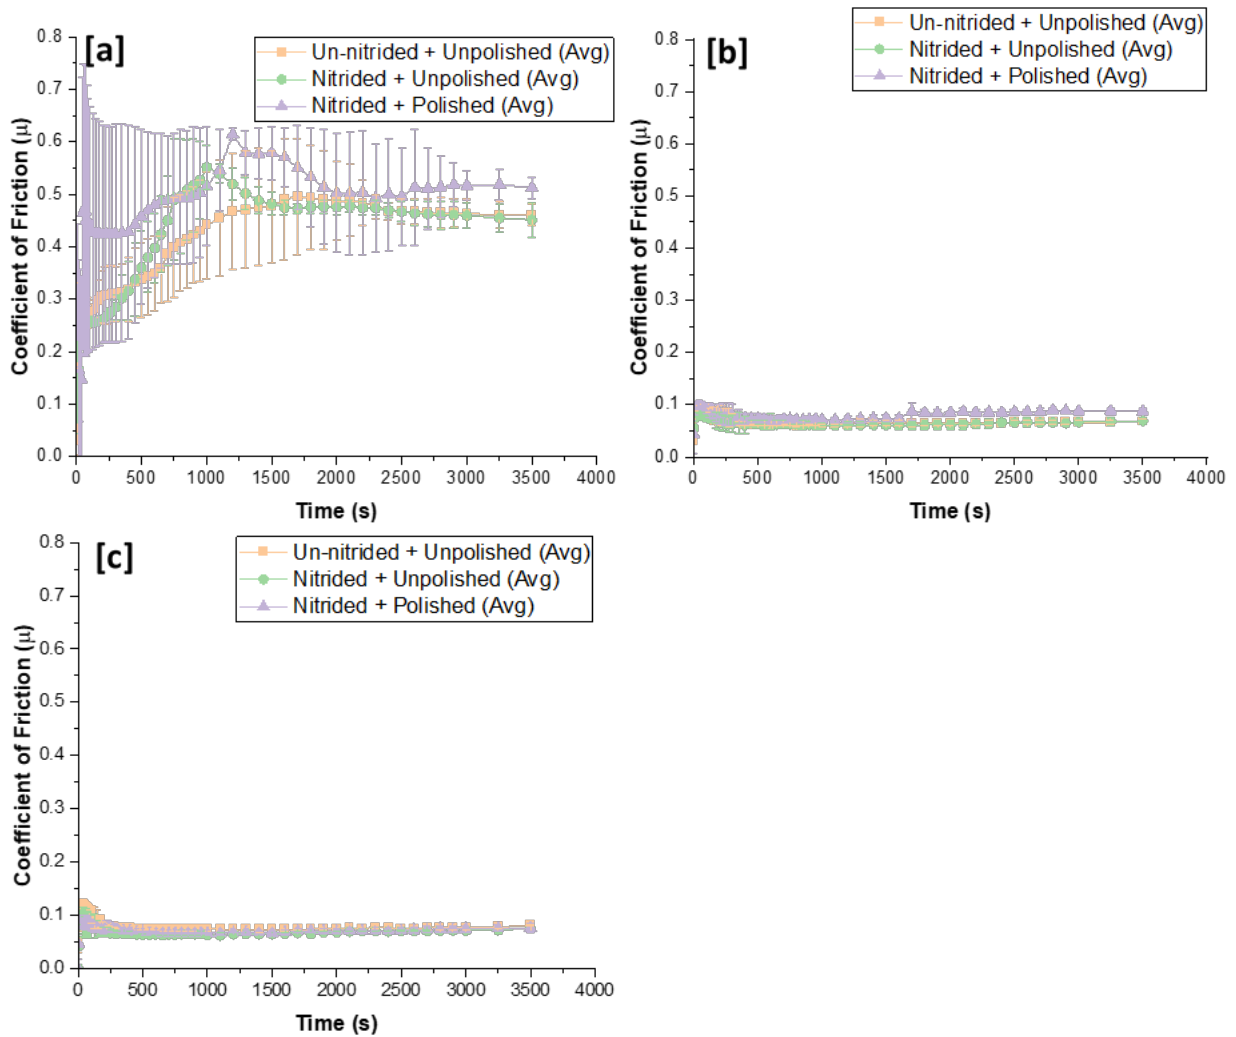 [a]
Un-nitrided + Unpolished (Avg)
Nitrided + Unpolished (Avg)
Nitrided + Polished (Avg)
Coefficient of Friction (μ)
0.8
0.7
0.6
0.5
0.4
0.3
0.2
0.1
0.0
0 500 1000 1500 2000 2500 3000 3500 4000
Time (s)
[b]
Un-nitrided + Unpolished (Avg)
Nitrided + Unpolished (Avg)
Nitrided + Polished (Avg)
Coefficient of Friction (μ)
0.8
0.7
0.6
0.5
0.4
0.3
0.2
0.1
0.0
0 500 1000 1500 2000 2500 3000 3500 4000
Time (s)
[c]
Un-nitrided + Unpolished (Avg)
Nitrided + Unpolished (Avg)
Nitrided + Polished (Avg)
Coefficient of Friction (μ)
0.8
0.7
0.6
0.5
0.4
0.3
0.2
0.1
0.0
0 500 1000 1500 2000 2500 3000 3500 4000
Time (s)